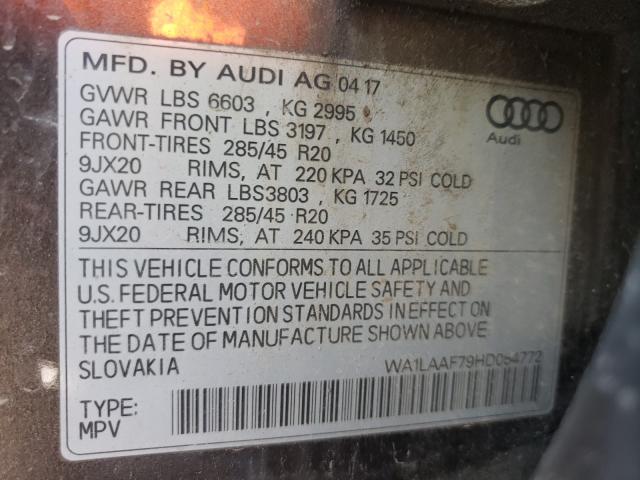 MFD. BY AUDI AG 04 17
GVWR LBS 6603 , KG 2995
GAWR FRONT LBS 3197 , KG 1450
FRONT-TIRES 285/45 R20
9JX20 RIMS, AT 220 KPA 32 PSI COLD
GAWR REAR LBS3803 , KG 1725
REAR-TIRES 285/45 R20
9JX20 RIMS, AT 240 KPA 35 PSI COLD
Audi
THIS VEHICLE CONFORMS TO ALL APPLICABLE
U.S. FEDERAL MOTOR VEHICLE SAFETY AND
THEFT PREVENTION STANDARDS IN EFFECT ON
THE DATE OF MANUFACTURE SHOWN ABOVE
SLOVAKIA
WA1LAAF79HD054772
TYPE:
MPV